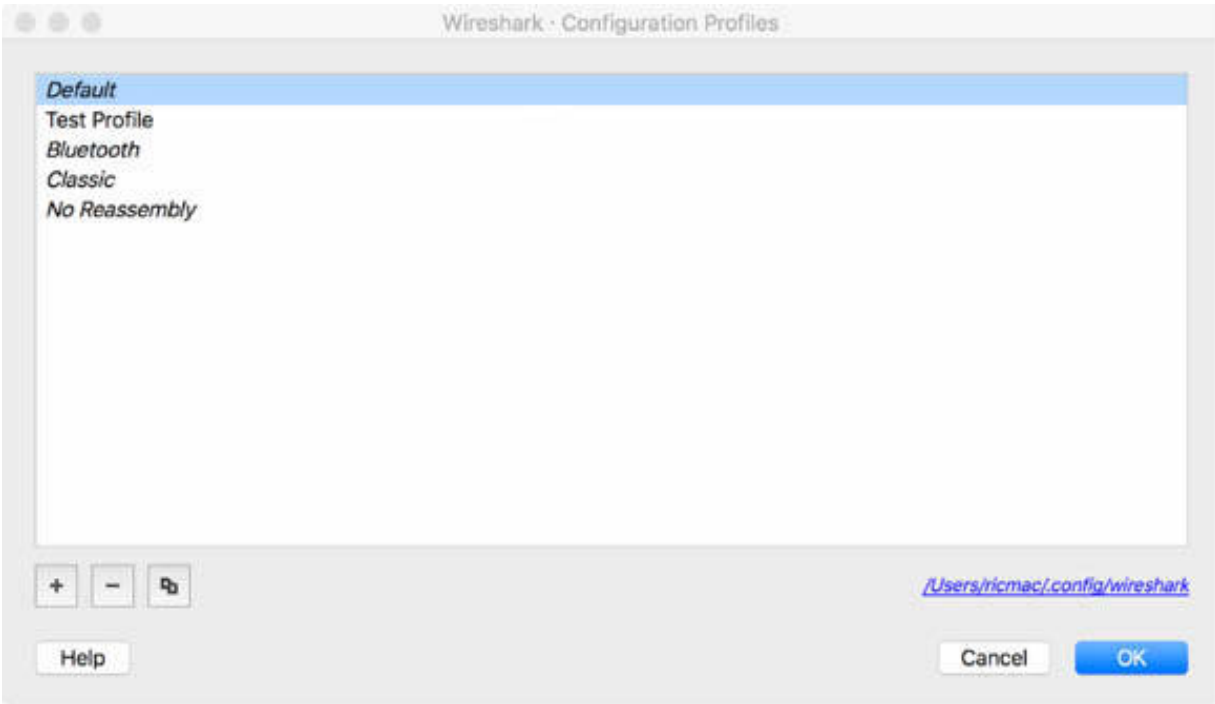 Wireshark · Configuration Profiles
Default
Test Profile
Bluetooth
Classic
No Reassembly
+ −
/Users/ricmac/.config/wireshark
Help
Cancel
OK